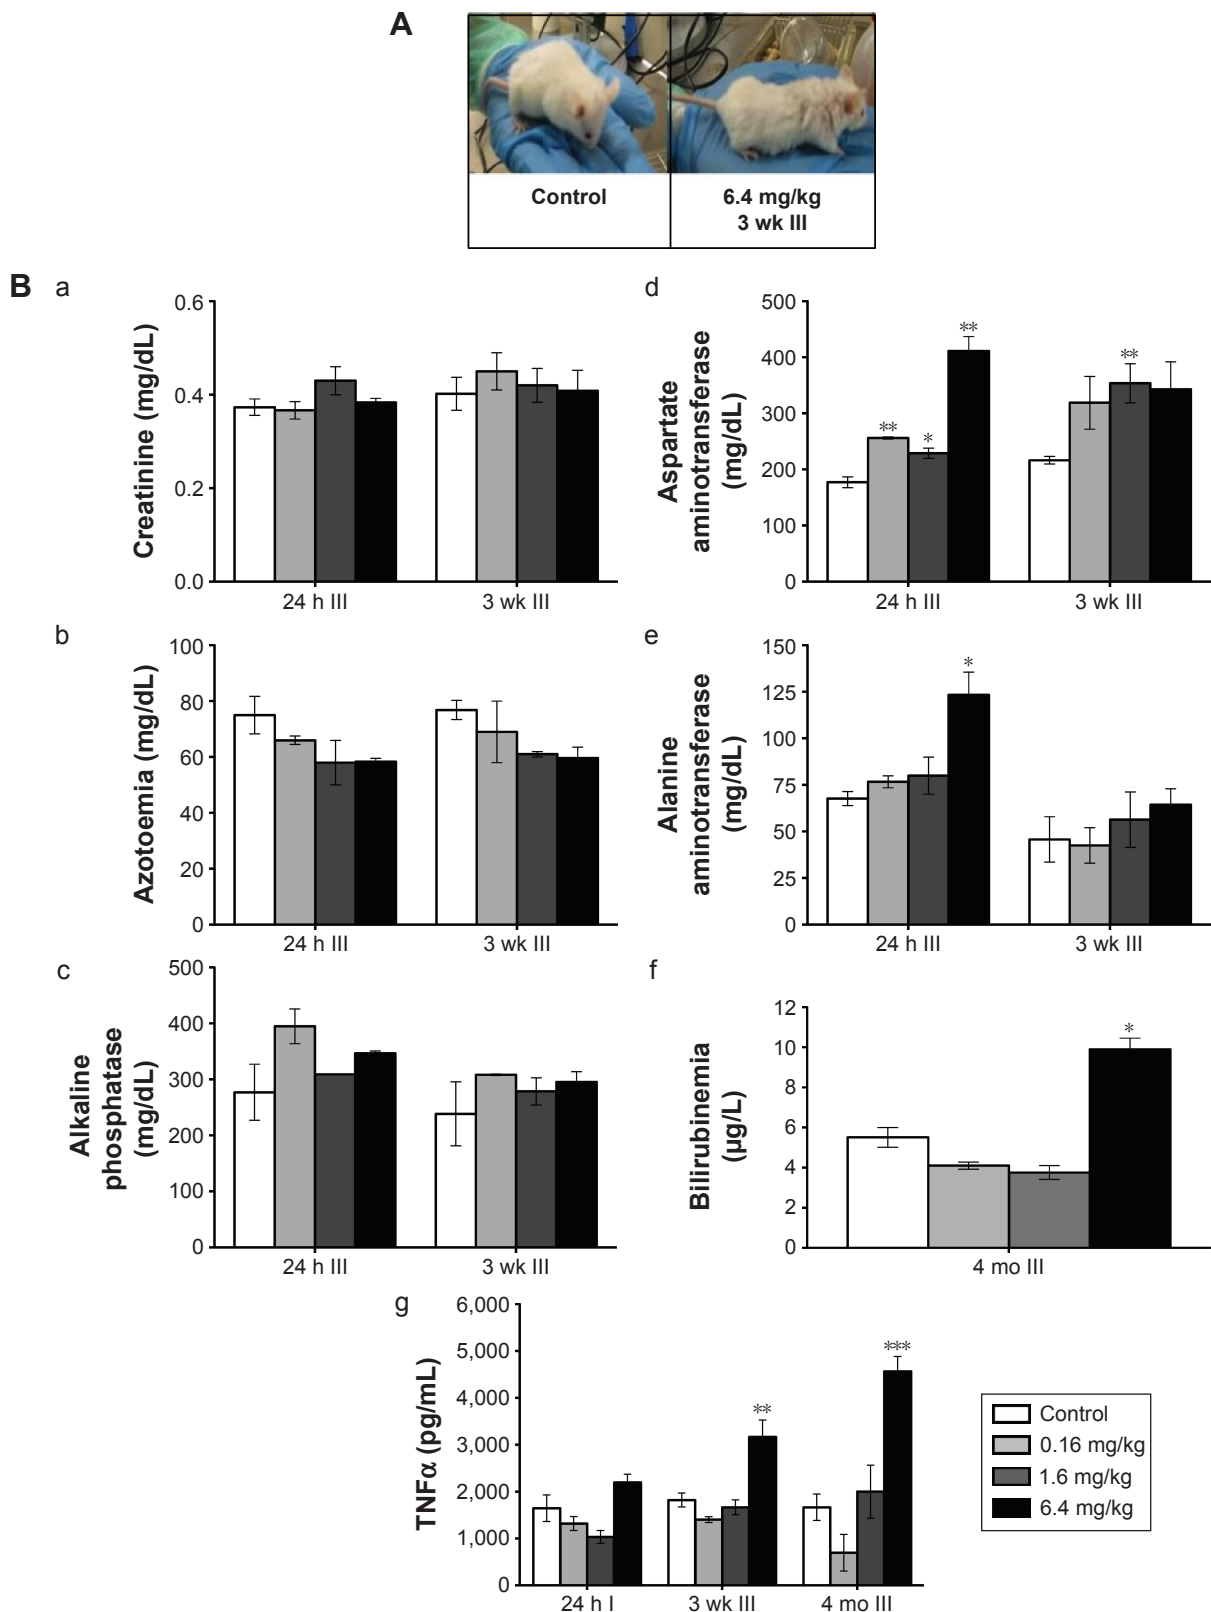 A
Control
6.4 mg/kg
3 wk III
B
a
Creatinine (mg/dL)
0.6
0.4
0.2
0.0
24 h III
3 wk III
d
Aspartate
aminotransferase
(mg/dL)
500
400
300
200
100
0
**
*
**
**
24 h III
3 wk III
b
Azotoemia (mg/dL)
100
80
60
40
20
0
24 h III
3 wk III
e
Alanine
aminotransferase
(mg/dL)
150
125
100
75
50
25
0
*
24 h III
3 wk III
c
Alkaline
phosphatase
(mg/dL)
500
400
300
200
100
0
24 h III
3 wk III
f
Bilirubinemia
(µg/L)
12
10
8
6
4
2
0
*
4 mo III
g
TNFα (pg/mL)
6,000
5,000
4,000
3,000
2,000
1,000
0
**
***
24 h I
3 wk III
4 mo III
Control
0.16 mg/kg
1.6 mg/kg
6.4 mg/kg